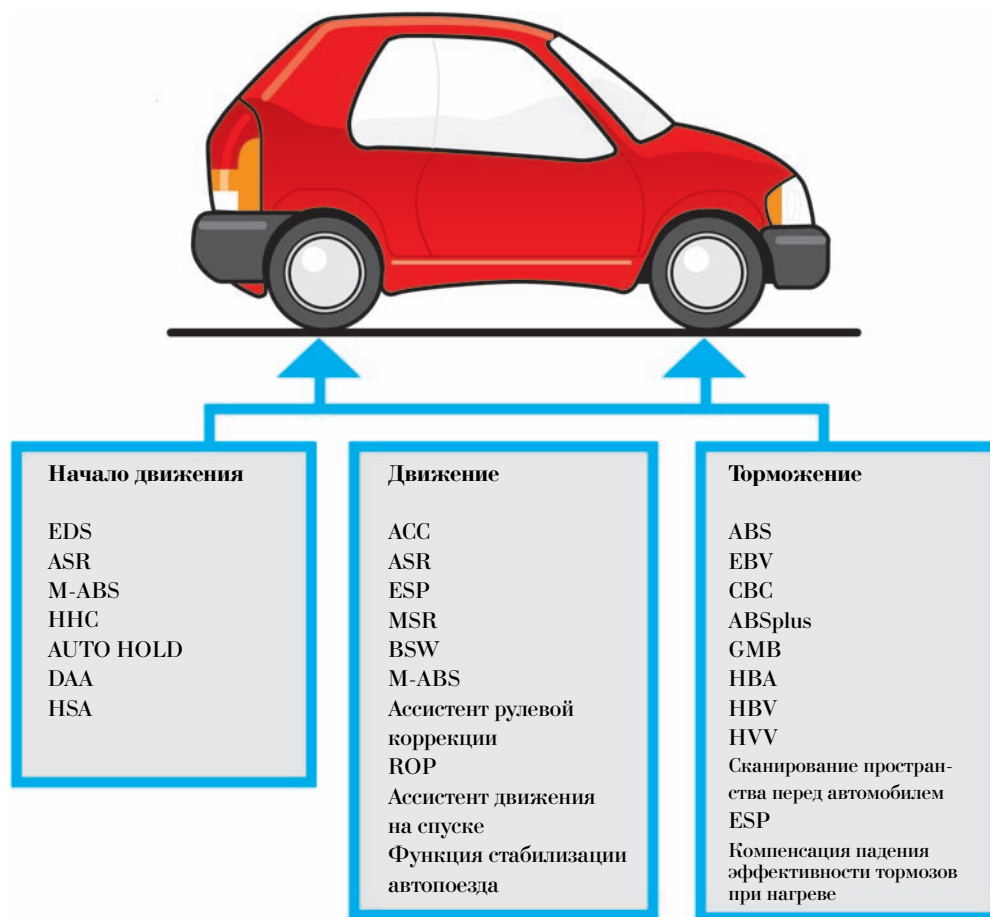 Начало движения
EDS
ASR
M-ABS
HHC
AUTO HOLD
DAA
HSA
Движение
ACC
ASR
ESP
MSR
BSW
M-ABS
Ассистент рулевой
коррекции
ROP
Ассистент движения
на спуске
Функция стабилизации
автопоезда
Торможение
ABS
EBV
CBC
ABSplus
GMB
HBA
HBV
HVV
Сканирование простран-
ства перед автомобилем
ESP
Компенсация падения
эффективности тормозов
при нагреве